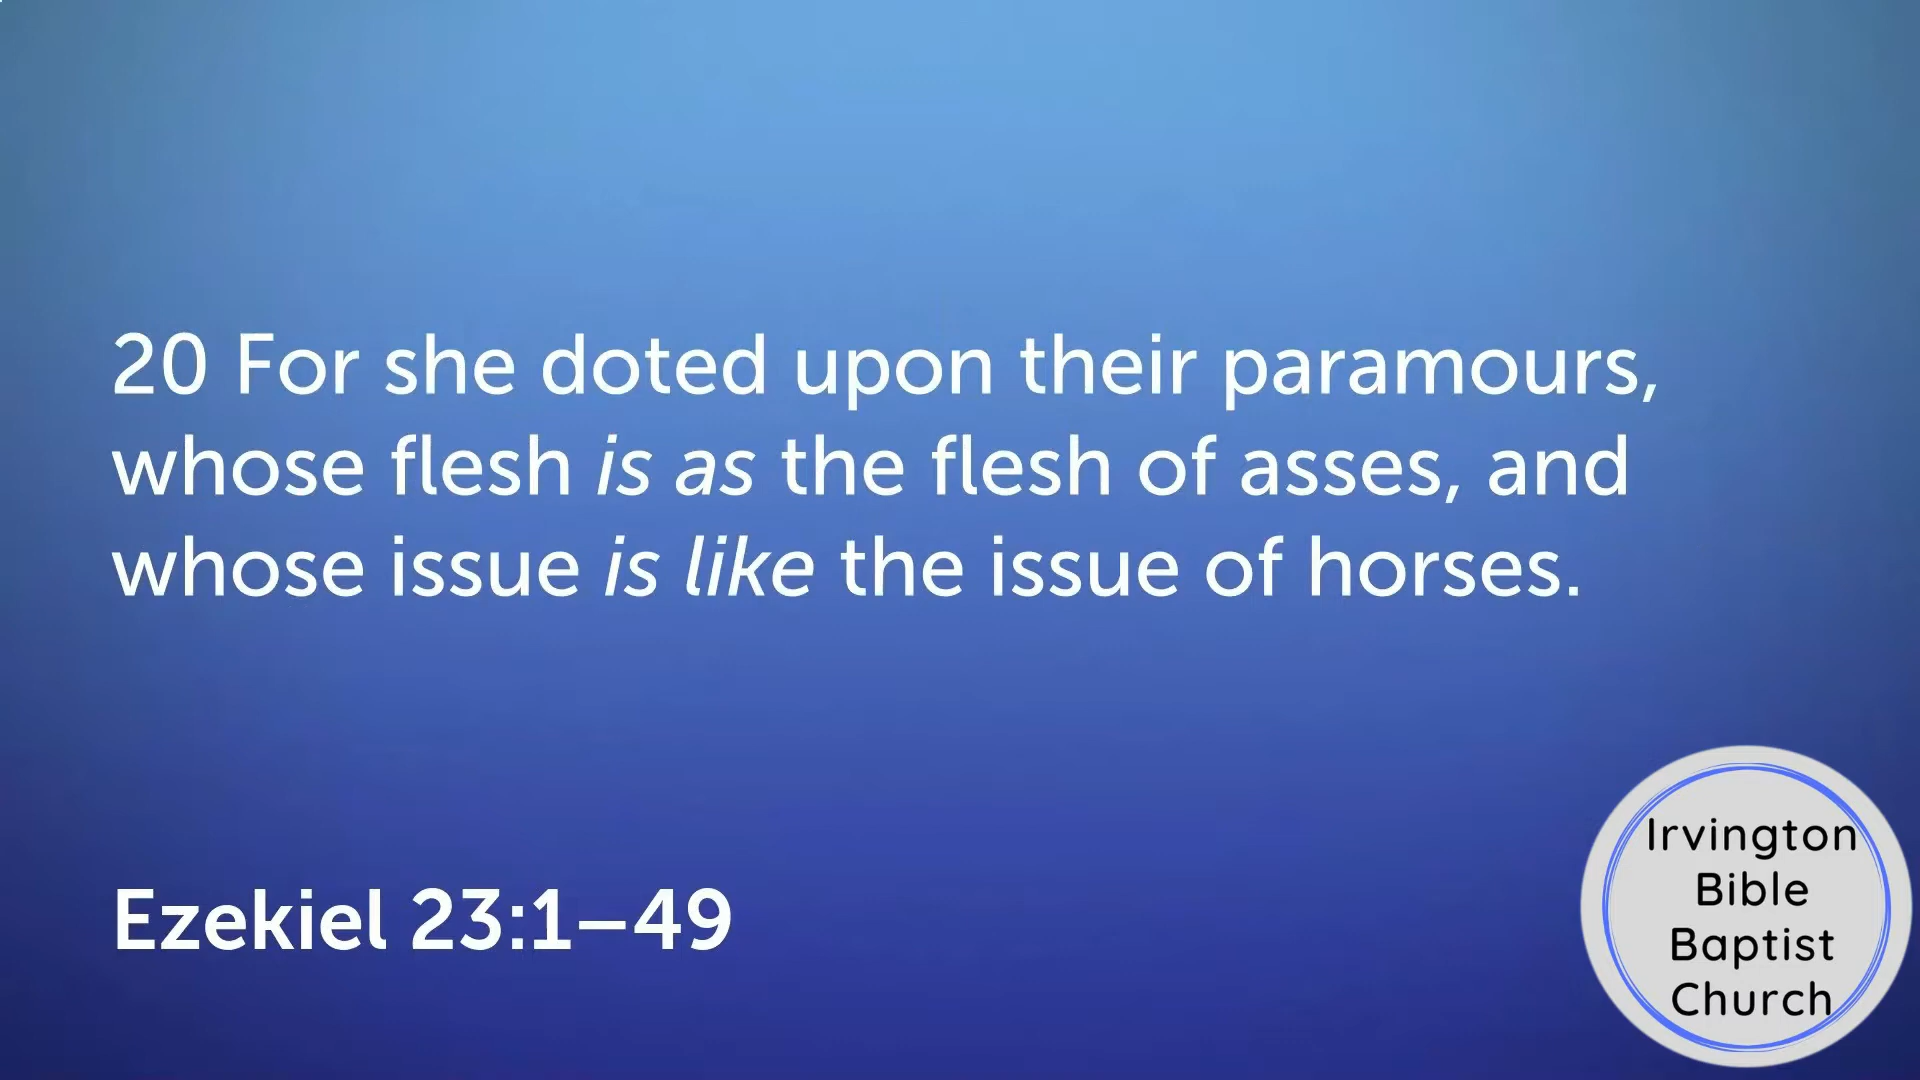 20 For she doted upon their paramours,
whose flesh is as the flesh of asses, and
whose issue is like the issue of horses.
Ezekiel 23:1–49
Irvington
Bible
Baptist
Church